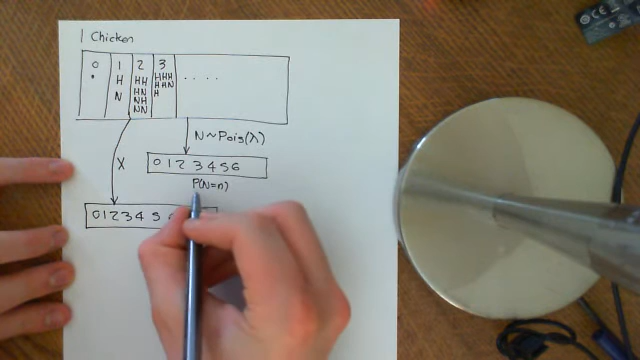 1 Chicken
0 1 2 3 ....
H HH HHH
N HN HHN
NH H
NN
N~Pois(λ)
X
0 1 2 3 4 5 6
P(N=n)
0 1 2 3 4 5